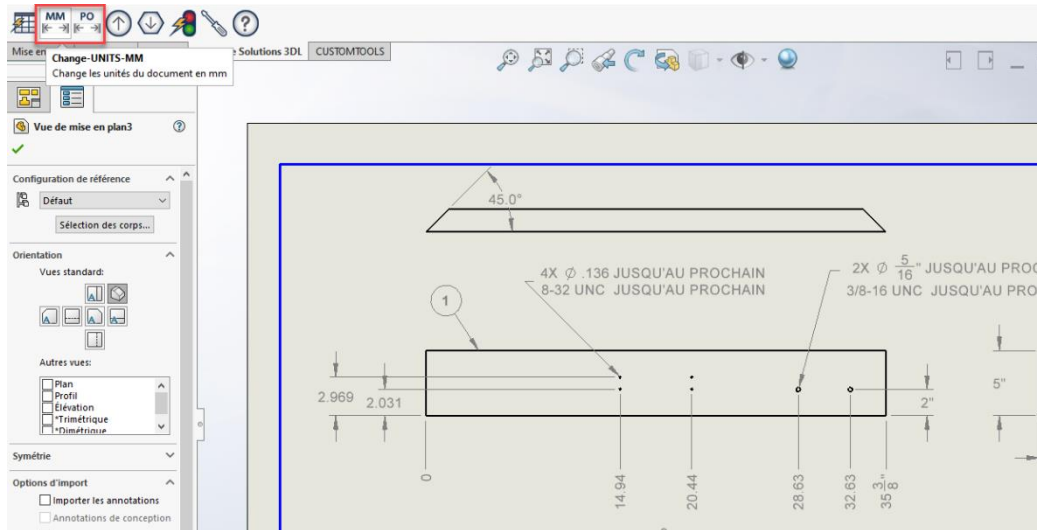 MM PO
Mise en
e Solutions 3DL CUSTOMTOOLS
Change-UNITS-MM
Change les unités du document en mm
Vue de mise en plan3
Configuration de référence
Défaut
Sélection des corps...
Orientation
Vues standard:
Autres vues:
Plan
Profil
Élévation
*Trimétrique
*Dimétrique
Symétrie
Options d'import
Importer les annotations
Annotations de conception
45.0°
4X Ø .136 JUSQU'AU PROCHAIN
8-32 UNC JUSQU'AU PROCHAIN
2X Ø 5/16" JUSQU'AU PROC
3/8-16 UNC JUSQU'AU PRO
1
2.969
2.031
5"
2"
0
14.94
20.44
28.63
32.63
35 3/8"